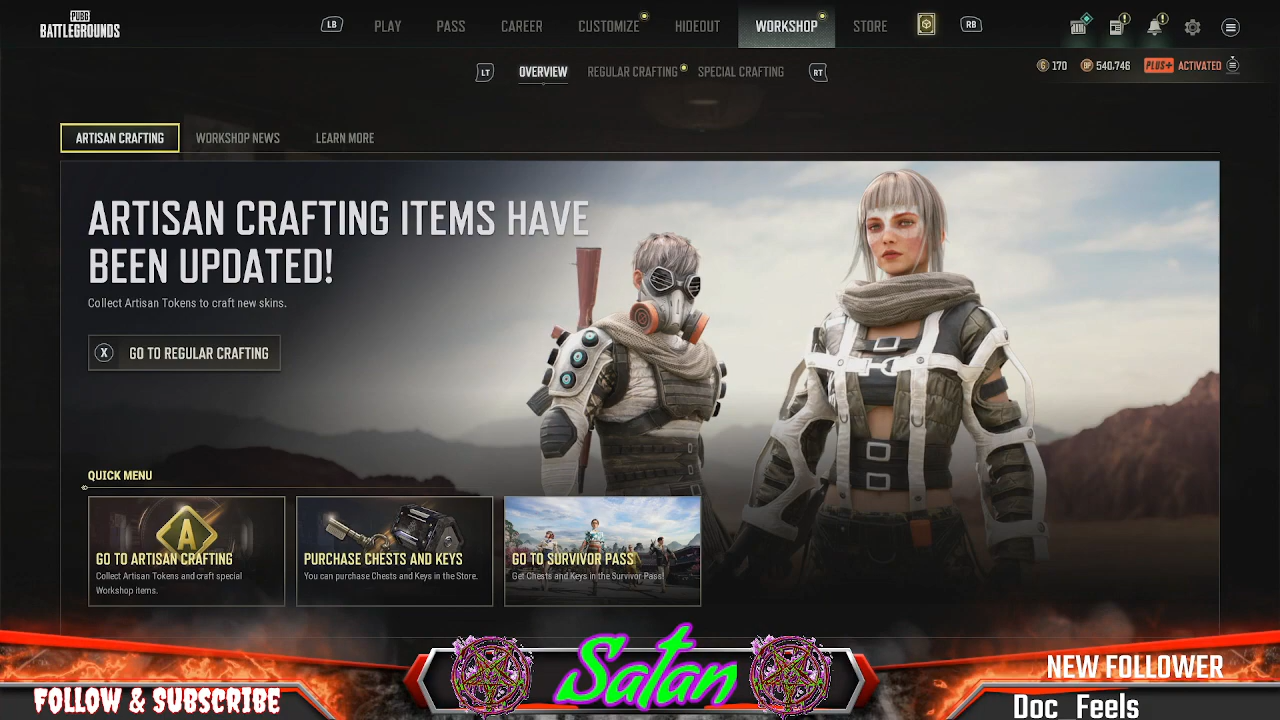 PUBG
BATTLEGROUNDS
LB
PLAY
PASS
CAREER
CUSTOMIZE
HIDEOUT
WORKSHOP
STORE
RB
LT
OVERVIEW
REGULAR CRAFTING
SPECIAL CRAFTING
RT
G 170
BP 540,746
PLUS+ ACTIVATED
ARTISAN CRAFTING
WORKSHOP NEWS
LEARN MORE
ARTISAN CRAFTING ITEMS HAVE
BEEN UPDATED!
Collect Artisan Tokens to craft new skins.
X GO TO REGULAR CRAFTING
QUICK MENU
A
GO TO ARTISAN CRAFTING
Collect Artisan Tokens and craft special
Workshop items.
PURCHASE CHESTS AND KEYS
You can purchase Chests and Keys in the Store.
GO TO SURVIVOR PASS
Get Chests and Keys in the Survivor Pass!
FOLLOW & SUBSCRIBE
Satan
NEW FOLLOWER
Doc_Feels